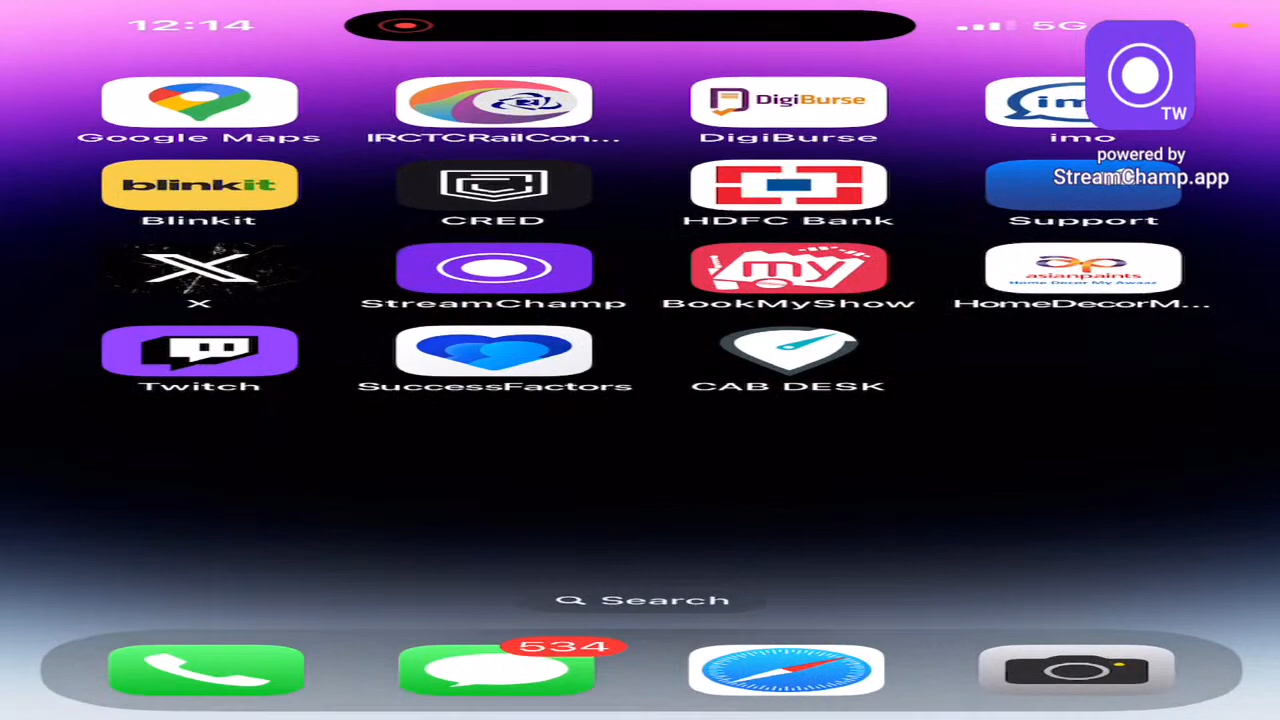 12:14
5G
TW
powered by
StreamChamp.app
DigiBurse
im
Google Maps
IRCTCRailCon...
DigiBurse
imo
blinkit
Blinkit
CRED
HDFC Bank
Support
my
asianpaints
X
StreamChamp
BookMyShow
HomeDecorM...
Twitch
SuccessFactors
CAB DESK
Search
534